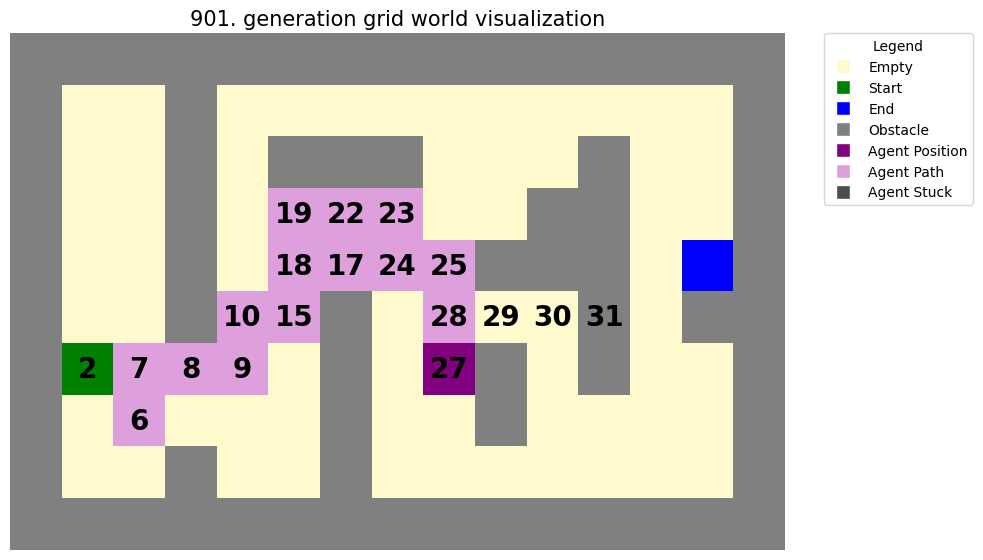 901. generation grid world visualization
Legend
Empty
Start
End
Obstacle
Agent Position
Agent Path
Agent Stuck
19 22 23
18 17 24 25
10 15 28 29 30 31
2 7 8 9 27
6